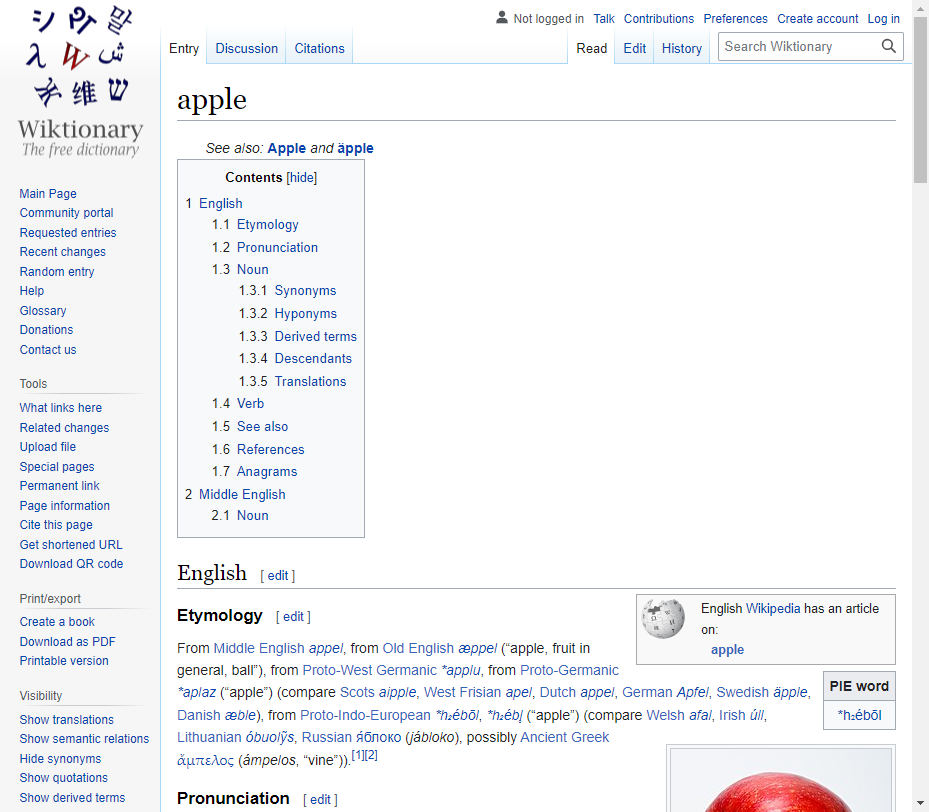 Not logged in Talk Contributions Preferences Create account Log in
Entry Discussion Citations Read Edit History Search Wiktionary
シ 말
维 ש
Wiktionary
The free dictionary
Main Page
Community portal
Requested entries
Recent changes
Random entry
Help
Glossary
Donations
Contact us
Tools
What links here
Related changes
Upload file
Special pages
Permanent link
Page information
Cite this page
Get shortened URL
Download QR code
Print/export
Create a book
Download as PDF
Printable version
Visibility
Show translations
Show semantic relations
Hide synonyms
Show quotations
Show derived terms
apple
See also: Apple and äpple
Contents [hide]
1 English
1.1 Etymology
1.2 Pronunciation
1.3 Noun
1.3.1 Synonyms
1.3.2 Hyponyms
1.3.3 Derived terms
1.3.4 Descendants
1.3.5 Translations
1.4 Verb
1.5 See also
1.6 References
1.7 Anagrams
2 Middle English
2.1 Noun
English [ edit ]
Etymology [ edit ]
English Wikipedia has an article
on:
apple
PIE word
*h₂ébōl
From Middle English appel, from Old English æppel (“apple, fruit in
general, ball”), from Proto-West Germanic *applu, from Proto-Germanic
*aplaz (“apple”) (compare Scots aipple, West Frisian apel, Dutch appel, German Apfel, Swedish äpple,
Danish æble), from Proto-Indo-European *h₂ébōl, *h₂ébl̥ (“apple”) (compare Welsh afal, Irish úll,
Lithuanian óbuolỹs, Russian я́блоко (jábloko), possibly Ancient Greek
ἄμπελος (ámpelos, “vine”)).[1][2]
Pronunciation [ edit ]